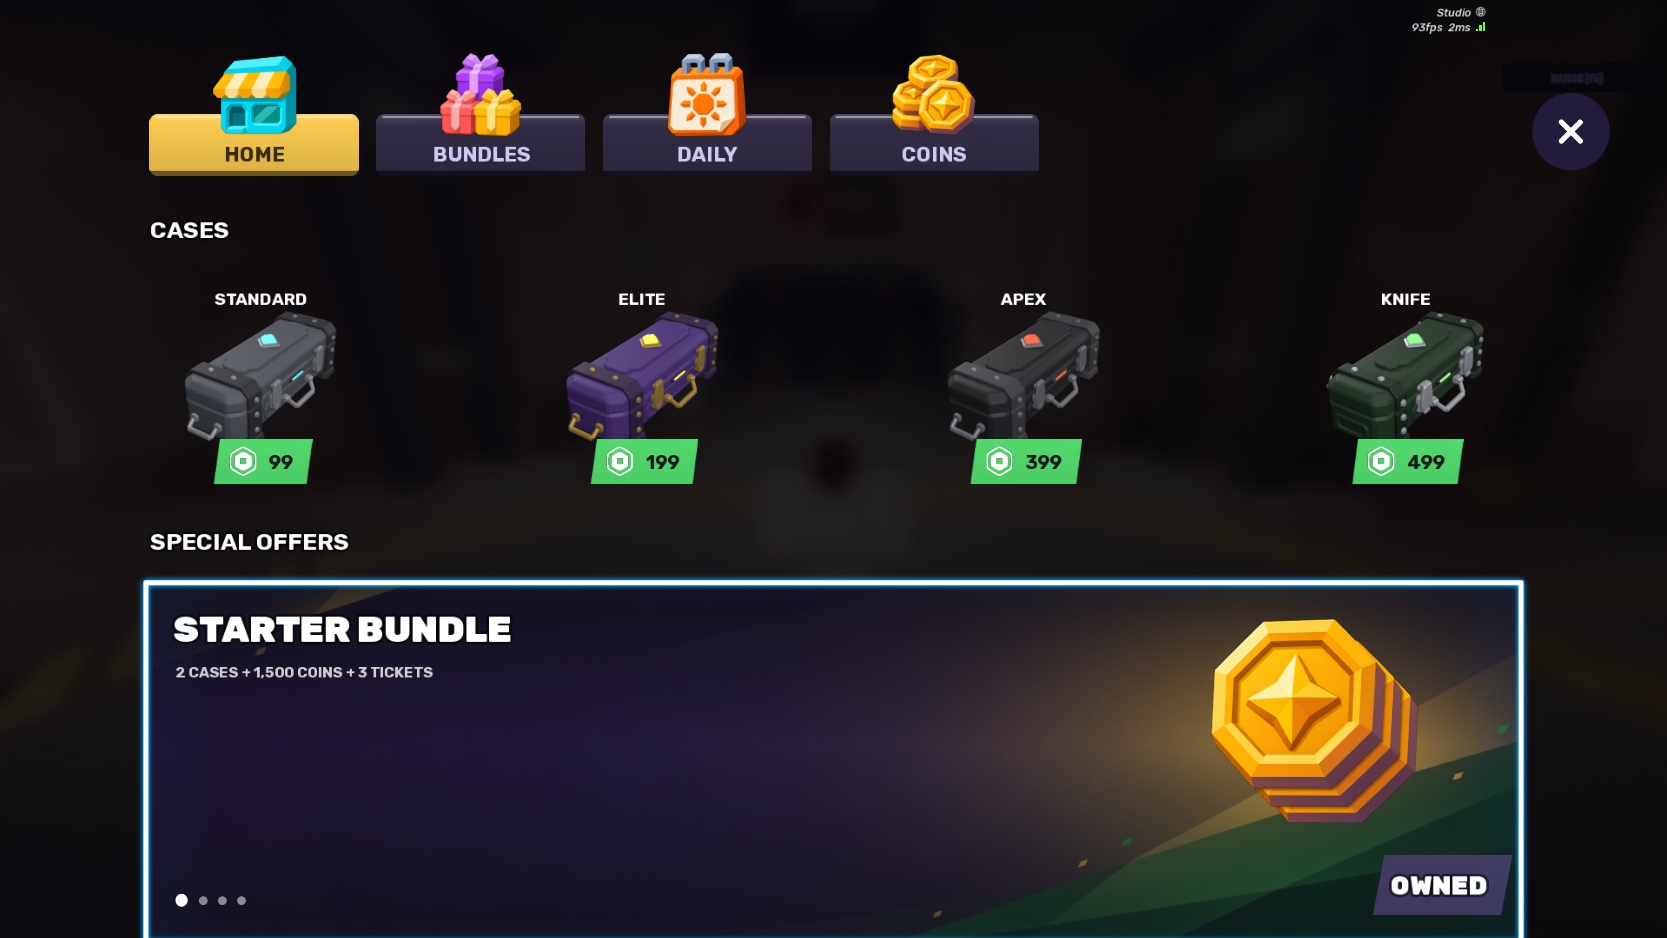 Studio
93fps 2ms
HOME
BUNDLES
DAILY
COINS
CASES
STANDARD
ELITE
APEX
KNIFE
99
199
399
499
SPECIAL OFFERS
STARTER BUNDLE
2 CASES + 1,500 COINS + 3 TICKETS
OWNED